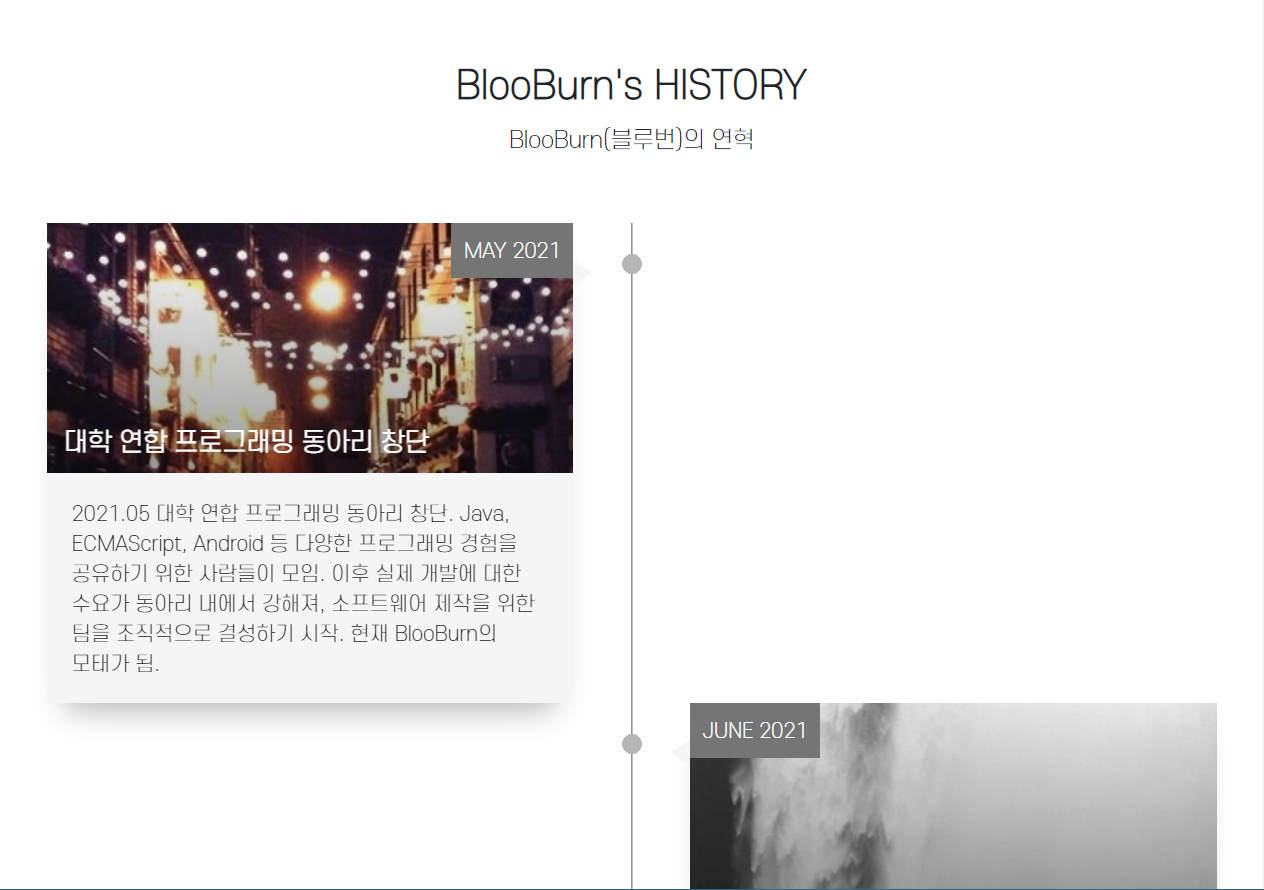 BlooBurn's HISTORY
BlooBurn(블루번)의 연혁
MAY 2021
대학 연합 프로그래밍 동아리 창단
2021.05 대학 연합 프로그래밍 동아리 창단. Java,
ECMAScript, Android 등 다양한 프로그래밍 경험을
공유하기 위한 사람들이 모임. 이후 실제 개발에 대한
수요가 동아리 내에서 강해져, 소프트웨어 제작을 위한
팀을 조직적으로 결성하기 시작. 현재 BlooBurn의
모태가 됨.
JUNE 2021